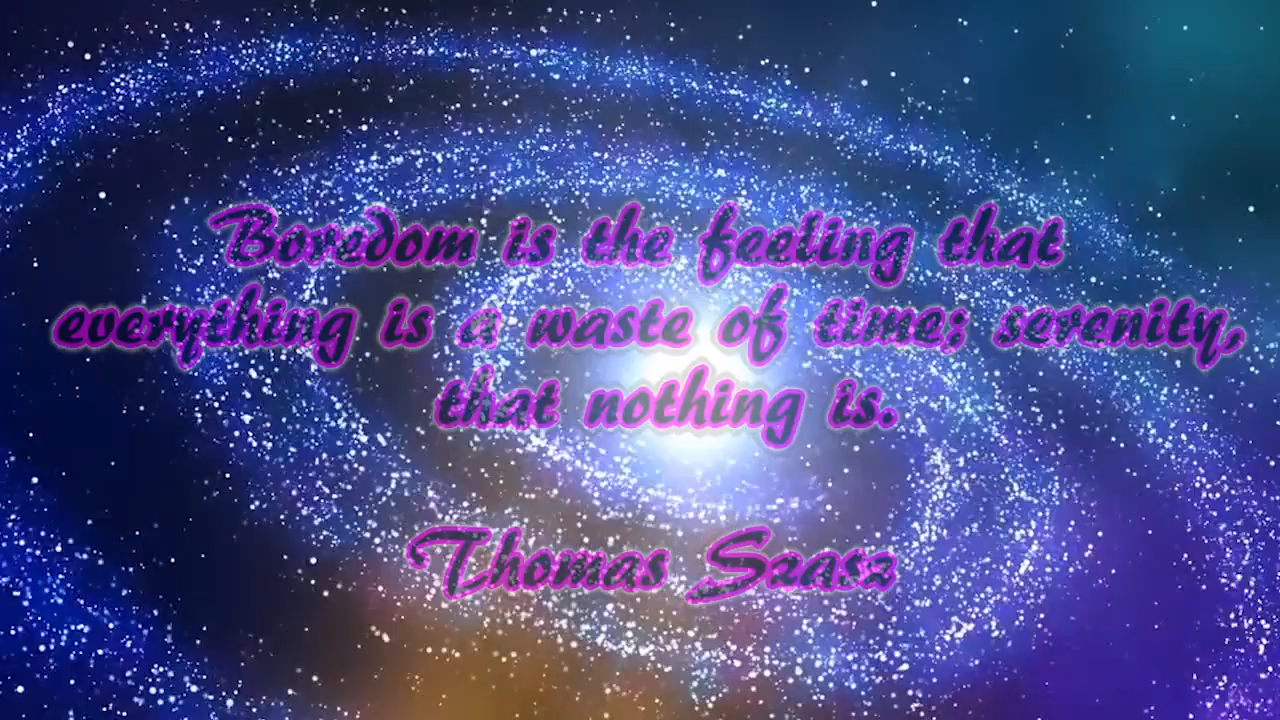 Boredom is the feeling that
everything is a waste of time; serenity,
that nothing is.
Thomas Szasz